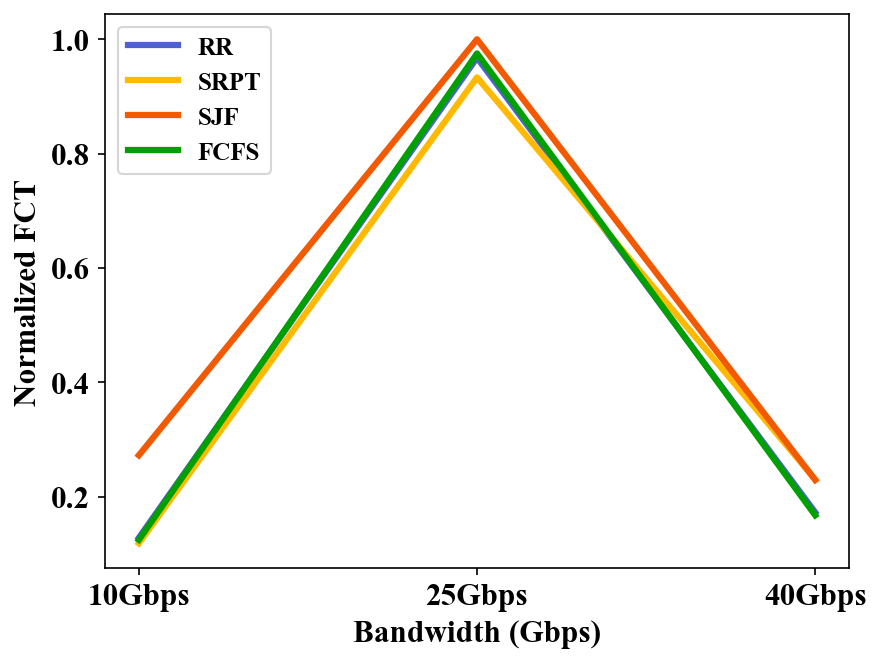 RR
SRPT
SJF
FCFS
Normalized FCT
1.0
0.8
0.6
0.4
0.2
10Gbps 25Gbps 40Gbps
Bandwidth (Gbps)